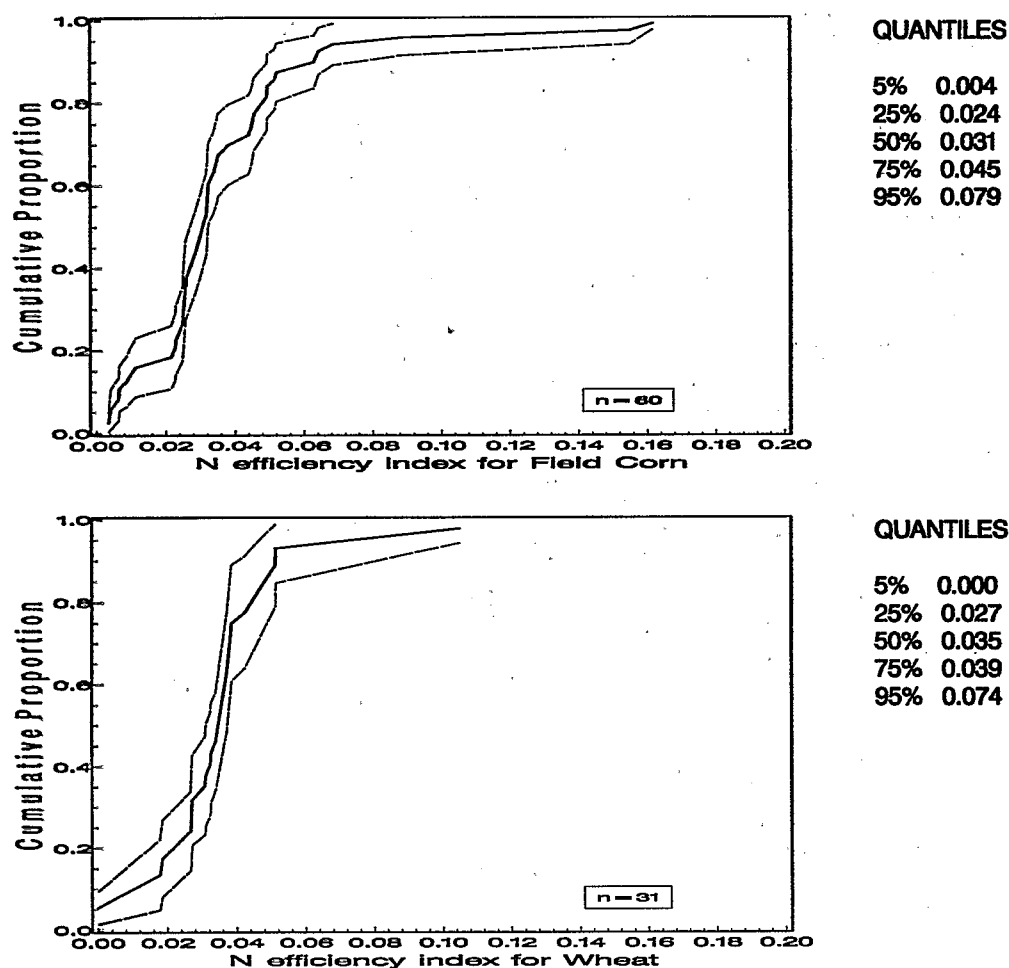 QUANTILES
5% 0.004
25% 0.024
50% 0.031
75% 0.045
95% 0.079
Cumulative Proportion
1.0
0.8
0.6
0.4
0.2
0.0
n=60
0.00 0.02 0.04 0.06 0.08 0.10 0.12 0.14 0.16 0.18 0.20
N efficiency index for Field Corn
QUANTILES
5% 0.000
25% 0.027
50% 0.035
75% 0.039
95% 0.074
Cumulative Proportion
1.0
0.8
0.6
0.4
0.2
0.0
n=31
0.00 0.02 0.04 0.06 0.08 0.10 0.12 0.14 0.16 0.18 0.20
N efficiency index for Wheat